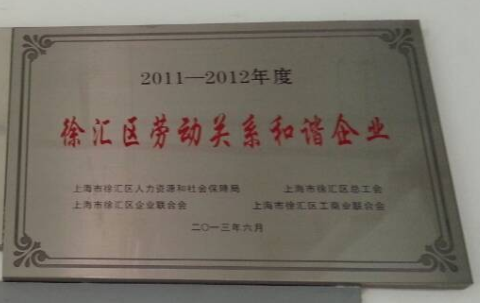 2011—2012年度
徐汇区劳动关系和谐企业
上海市徐汇区人力资源和社会保障局 上海市徐汇区总工会
上海市徐汇区企业联合会 上海市徐汇区工商业联合会
二〇一三年六月